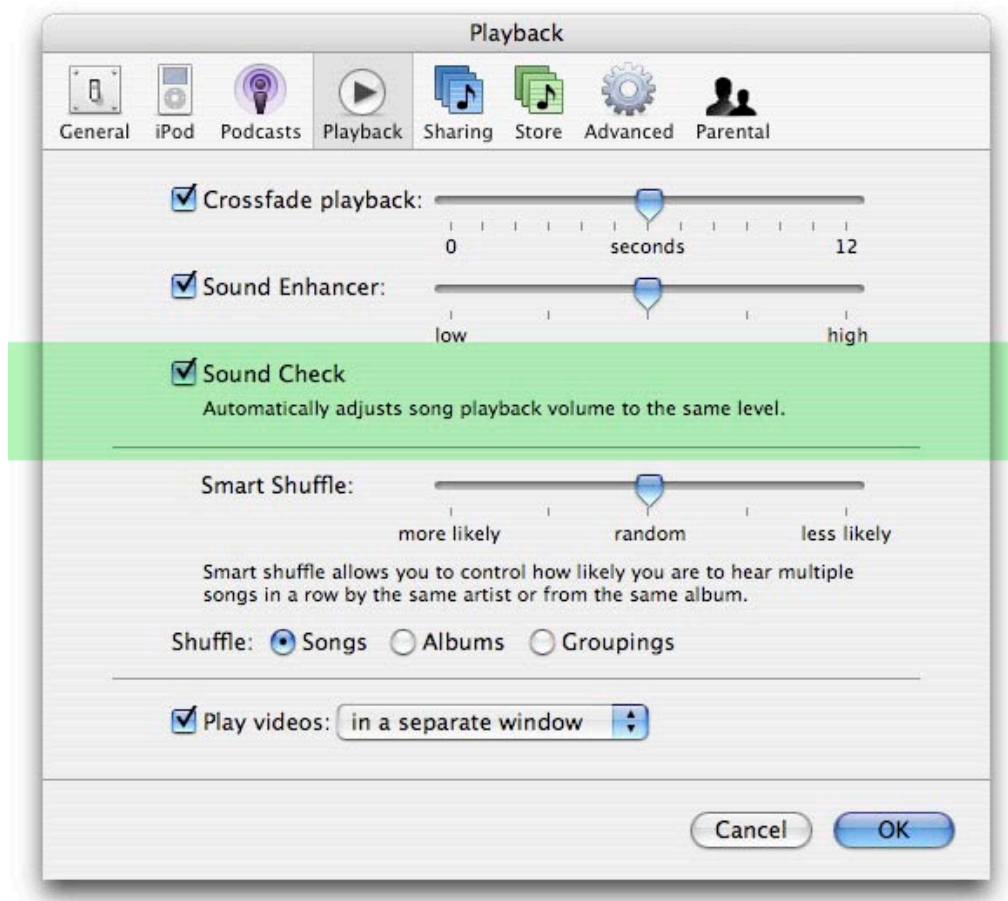 Playback
General iPod Podcasts Playback Sharing Store Advanced Parental
Crossfade playback:
0 seconds 12
Sound Enhancer:
low high
Sound Check
Automatically adjusts song playback volume to the same level.
Smart Shuffle:
more likely random less likely
Smart shuffle allows you to control how likely you are to hear multiple
songs in a row by the same artist or from the same album.
Shuffle: Songs Albums Groupings
Play videos: in a separate window
Cancel OK